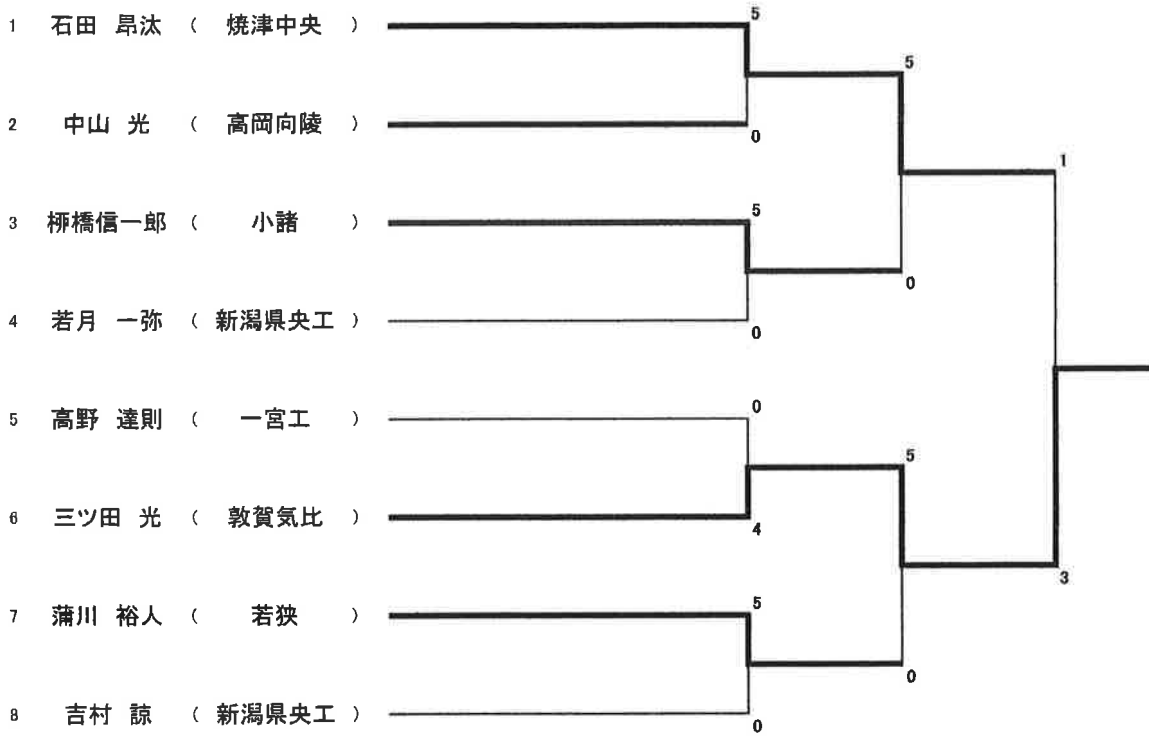 1 石田 昂汰 ( 焼津中央 )
5
5
2 中山 光 ( 高岡向陵 )
0
1
3 栁橋信一郎 ( 小諸 )
5
0
4 若月 一弥 ( 新潟県央工 )
0
5 高野 達則 ( 一宮工 )
0
5
6 三ツ田 光 ( 敦賀気比 )
4
3
7 蒲川 裕人 ( 若狭 )
5
0
8 吉村 諒 ( 新潟県央工 )
0